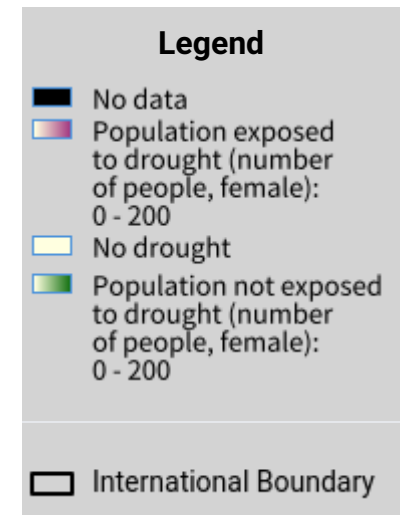 Legend
No data
Population exposed
to drought (number
of people, female):
0 - 200
No drought
Population not exposed
to drought (number
of people, female):
0 - 200
International Boundary